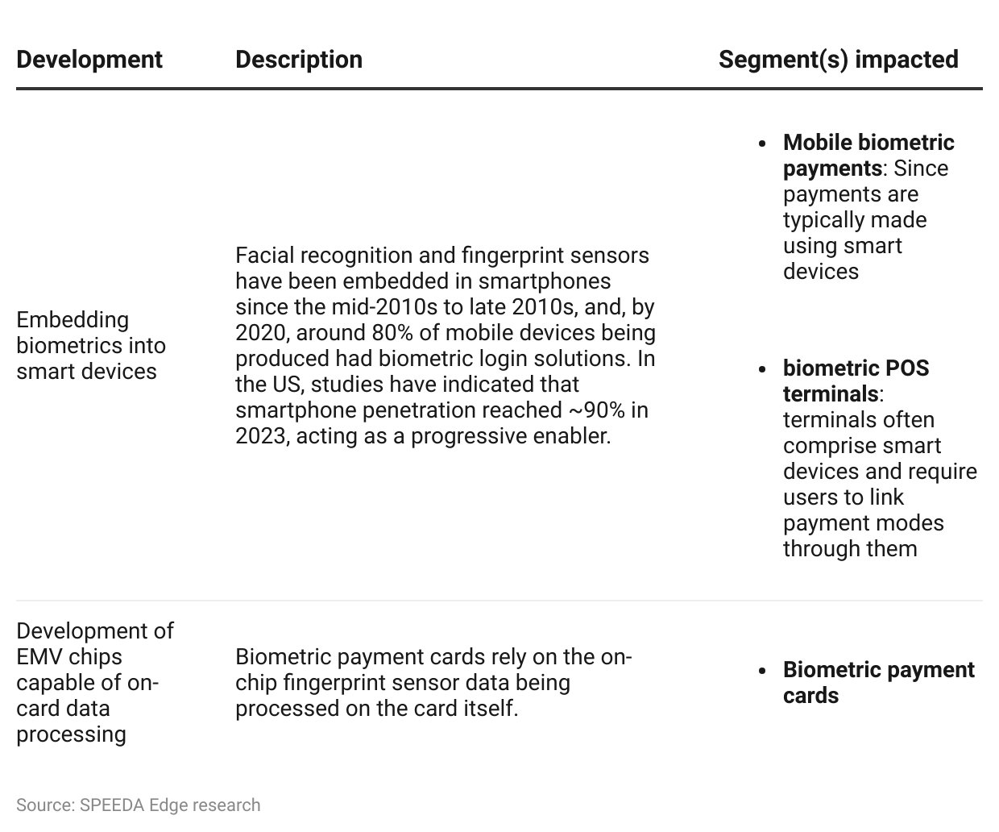 Development
Description
Segment(s) impacted
Embedding
biometrics into
smart devices
Facial recognition and fingerprint sensors
have been embedded in smartphones
since the mid-2010s to late 2010s, and, by
2020, around 80% of mobile devices being
produced had biometric login solutions. In
the US, studies have indicated that
smartphone penetration reached ~90% in
2023, acting as a progressive enabler.
• Mobile biometric
payments: Since
payments are
typically made
using smart
devices
• biometric POS
terminals:
terminals often
comprise smart
devices and require
users to link
payment modes
through them
Development of
EMV chips
capable of on-
card data
processing
Biometric payment cards rely on the on-
chip fingerprint sensor data being
processed on the card itself.
• Biometric payment
cards
Source: SPEEDA Edge research